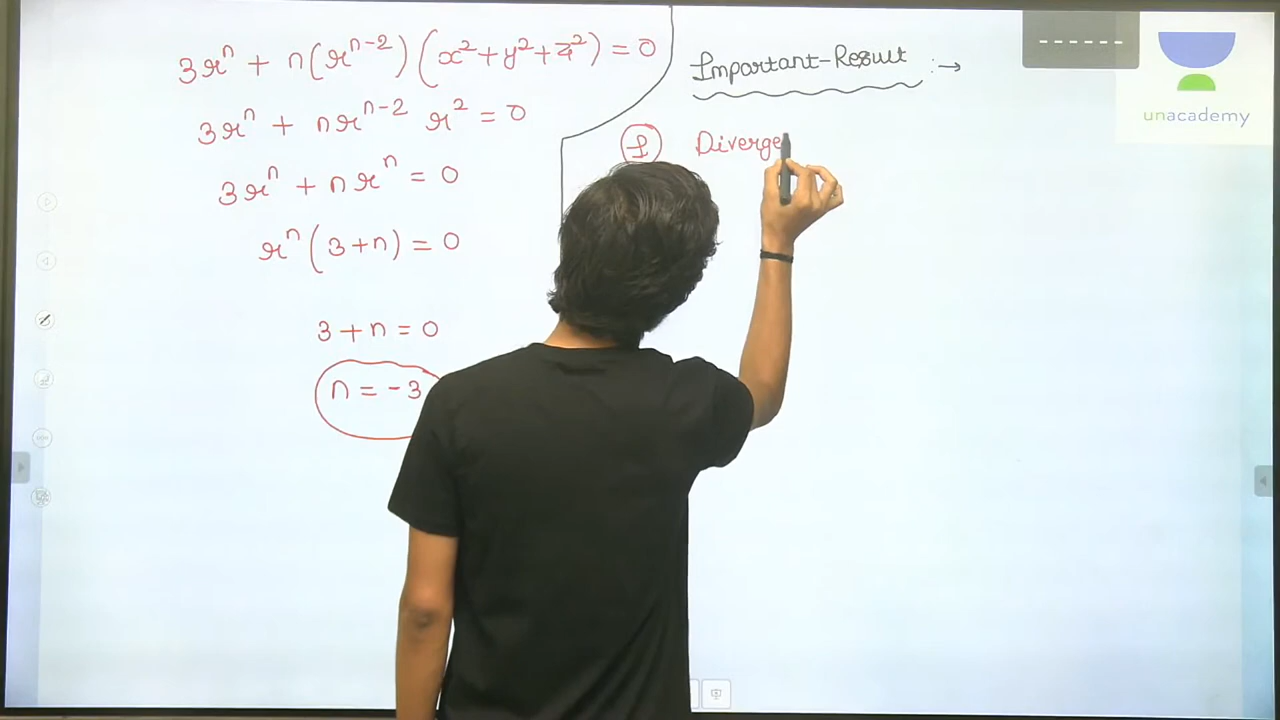 3r^n + n(r^{n-2})(x^2+y^2+z^2) = 0
3r^n + nr^{n-2} r^2 = 0
3r^n + nr^n = 0
r^n(3+n) = 0
3+n = 0
n = -3
Important-Result :→
I Diverge
unacademy